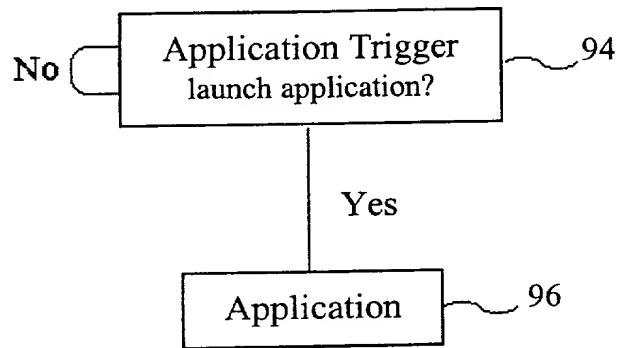 Application Trigger
94
No
launch application?
Yes
Application
96